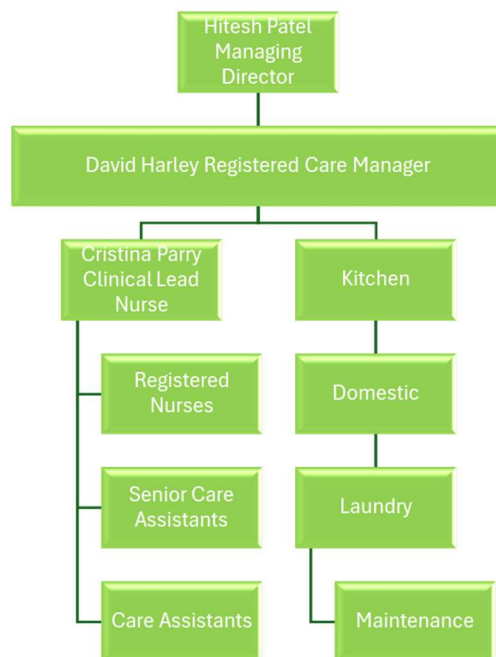 Hitesh Patel
Managing
Director
David Harley Registered Care Manager
Cristina Parry
Clinical Lead
Nurse
Kitchen
Registered
Nurses
Domestic
Senior Care
Assistants
Laundry
Care Assistants
Maintenance